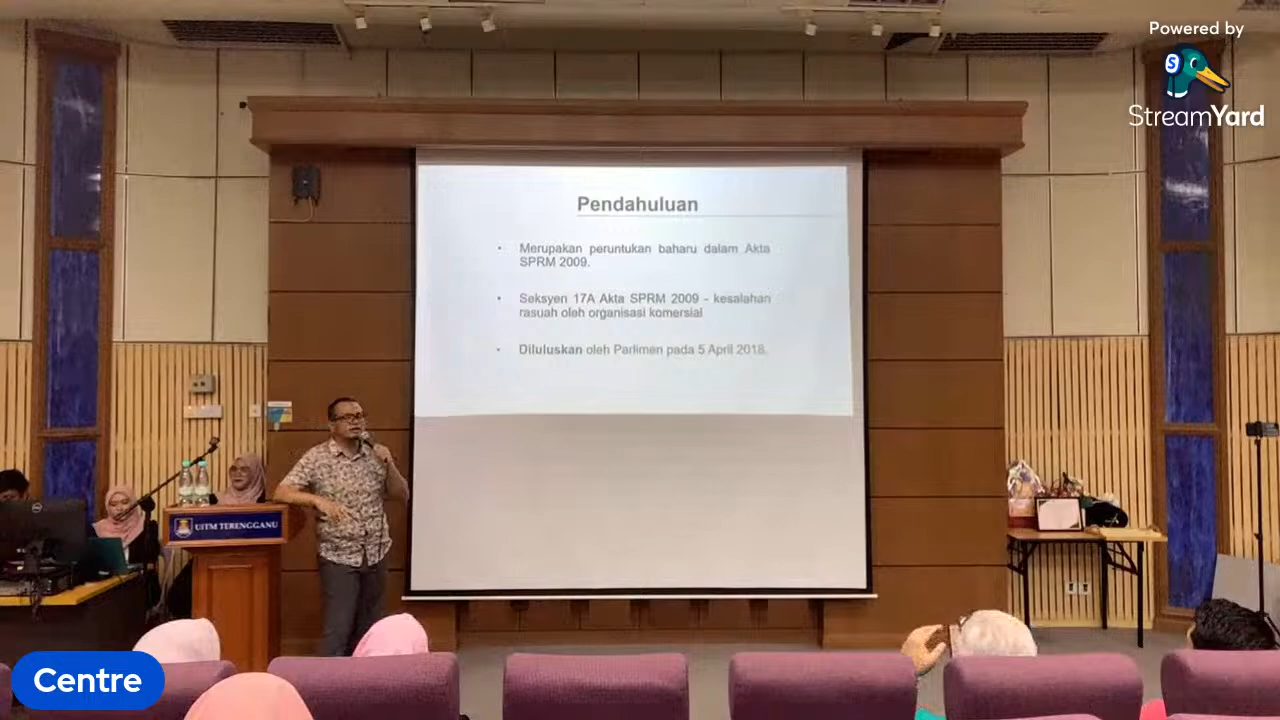 Powered by
S
StreamYard
Pendahuluan
• Merupakan peruntukan baharu dalam Akta
SPRM 2009.
• Seksyen 17A Akta SPRM 2009 - kesalahan
rasuah oleh organisasi komersial
• Diluluskan oleh Parlimen pada 5 April 2018.
UiTM TERENGGANU
Centre